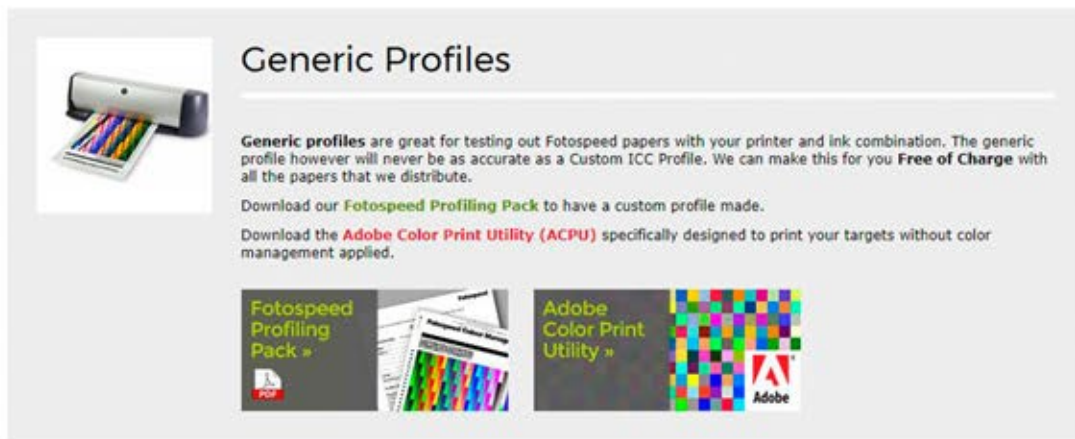 Generic Profiles
Generic profiles are great for testing out Fotospeed papers with your printer and ink combination. The generic
profile however will never be as accurate as a Custom ICC Profile. We can make this for you Free of Charge with
all the papers that we distribute.
Download our Fotospeed Profiling Pack to have a custom profile made.
Download the Adobe Color Print Utility (ACPU) specifically designed to print your targets without color
management applied.
Fotospeed
Profiling
Pack »
PDF
Fotospeed
Fotospeed Colour
Adobe
Color Print
Utility »
Adobe